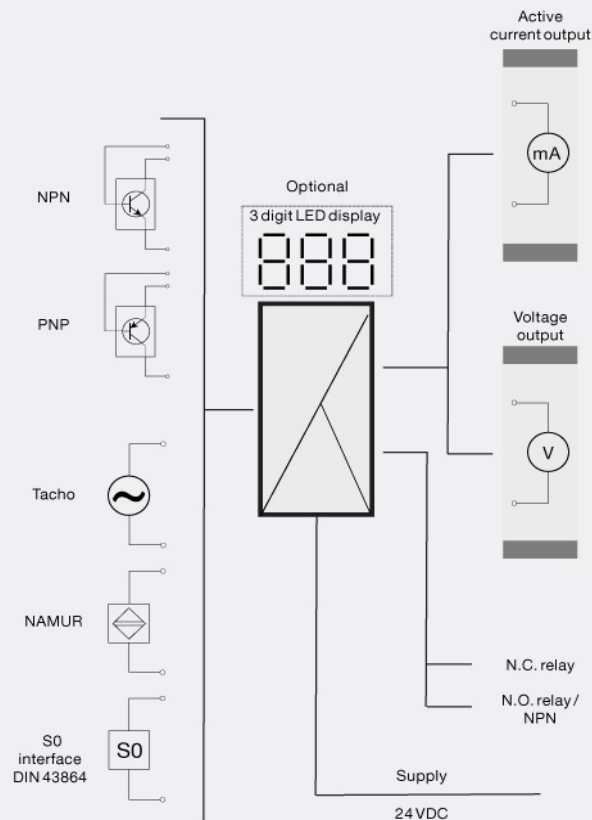 Active
current output
mA
NPN
Optional
3 digit LED display
888
PNP
Voltage
output
V
Tacho
NAMUR
N.C. relay
N.O. relay /
NPN
S0
interface
DIN 43864
S0
Supply
24 VDC